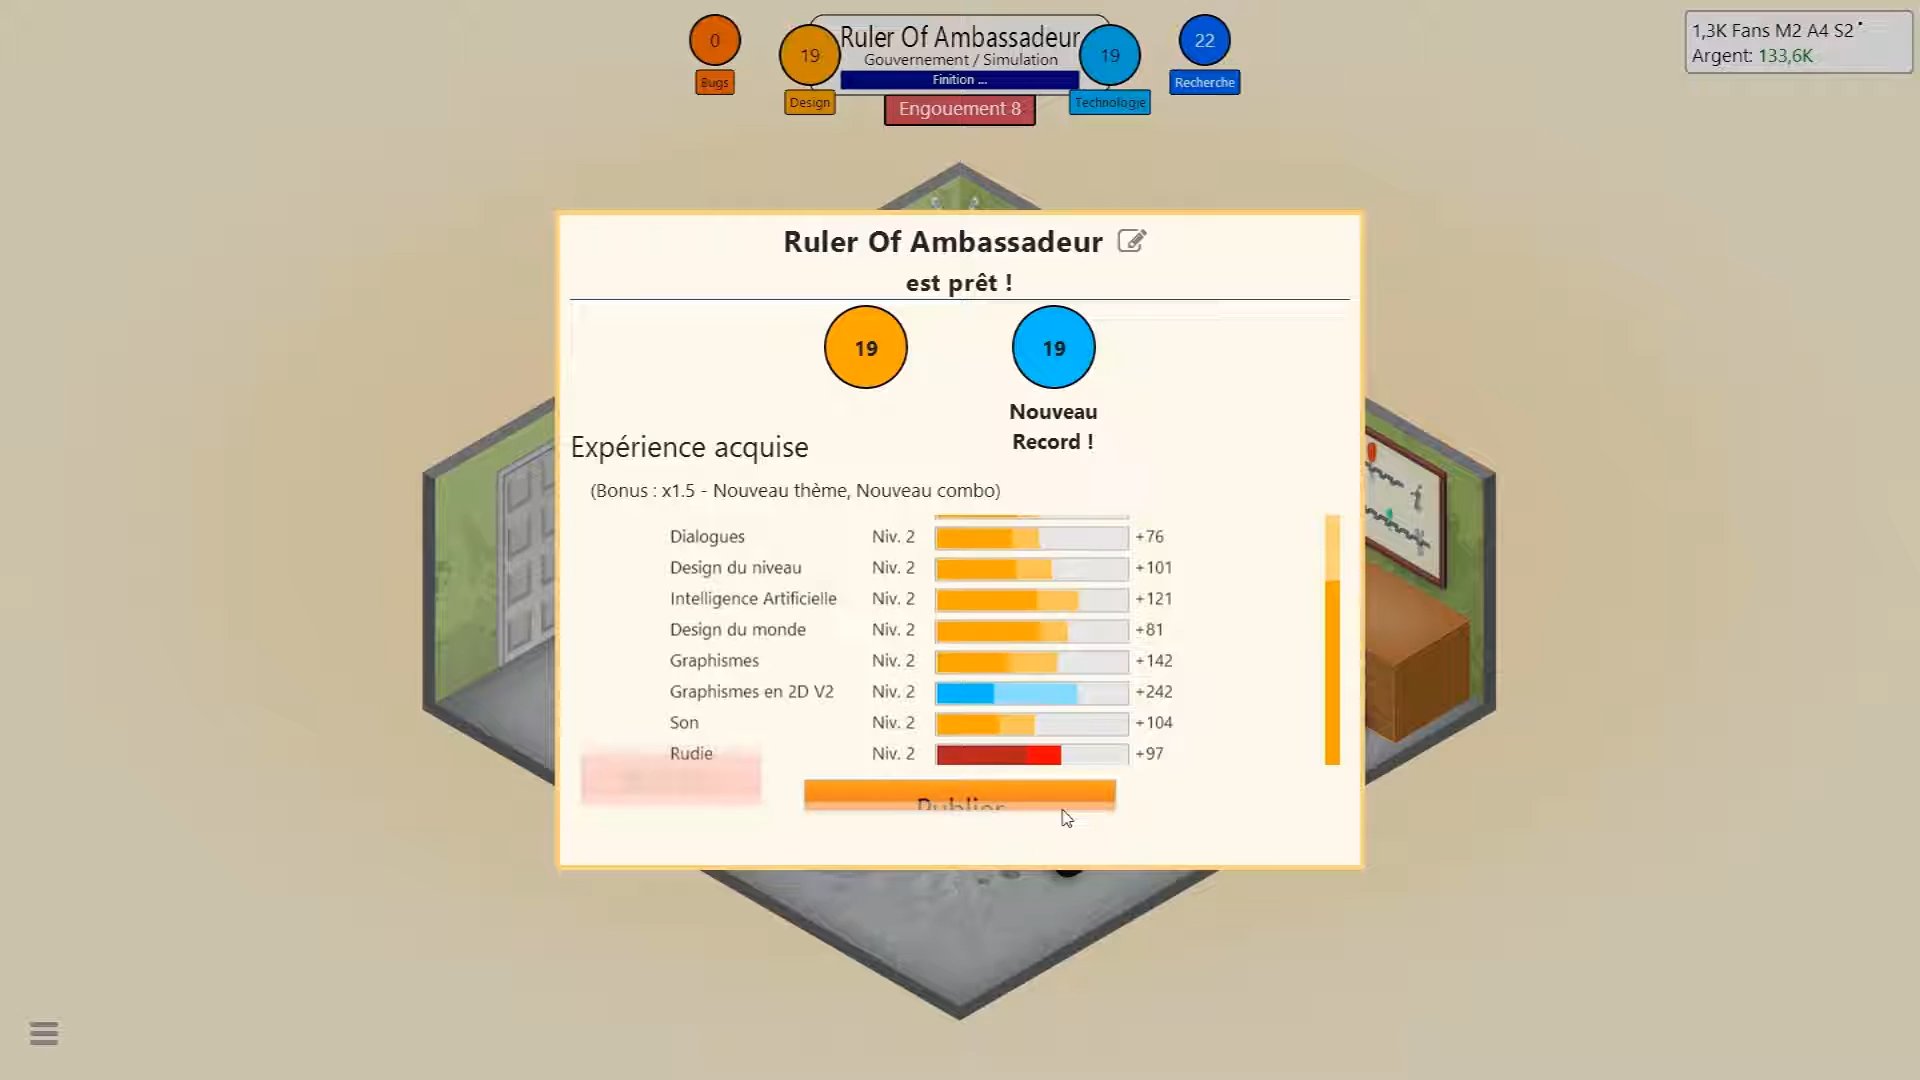 0
Bugs
19
Design
Ruler Of Ambassadeur
Gouvernement / Simulation
Finition ...
Engouement 8
19
Technologie
22
Recherche
1,3K Fans M2 A4 S2
Argent: 133,6K
Ruler Of Ambassadeur
est prêt !
19
19
Nouveau
Record !
Expérience acquise
(Bonus : x1.5 - Nouveau thème, Nouveau combo)
Dialogues Niv. 2 +76
Design du niveau Niv. 2 +101
Intelligence Artificielle Niv. 2 +121
Design du monde Niv. 2 +81
Graphismes Niv. 2 +142
Graphismes en 2D V2 Niv. 2 +242
Son Niv. 2 +104
Rudie Niv. 2 +97
Publier